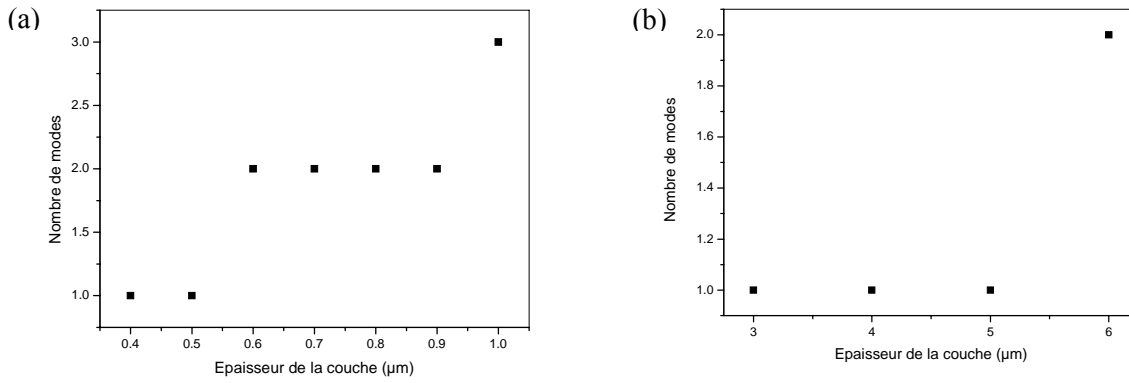 (a)
3.0
2.5
2.0
1.5
1.0
Nombre de modes
0.4 0.5 0.6 0.7 0.8 0.9 1.0
Epaisseur de la couche (µm)
(b)
2.0
1.8
1.6
1.4
1.2
1.0
Nombre de modes
3 4 5 6
Epaisseur de la couche (µm)